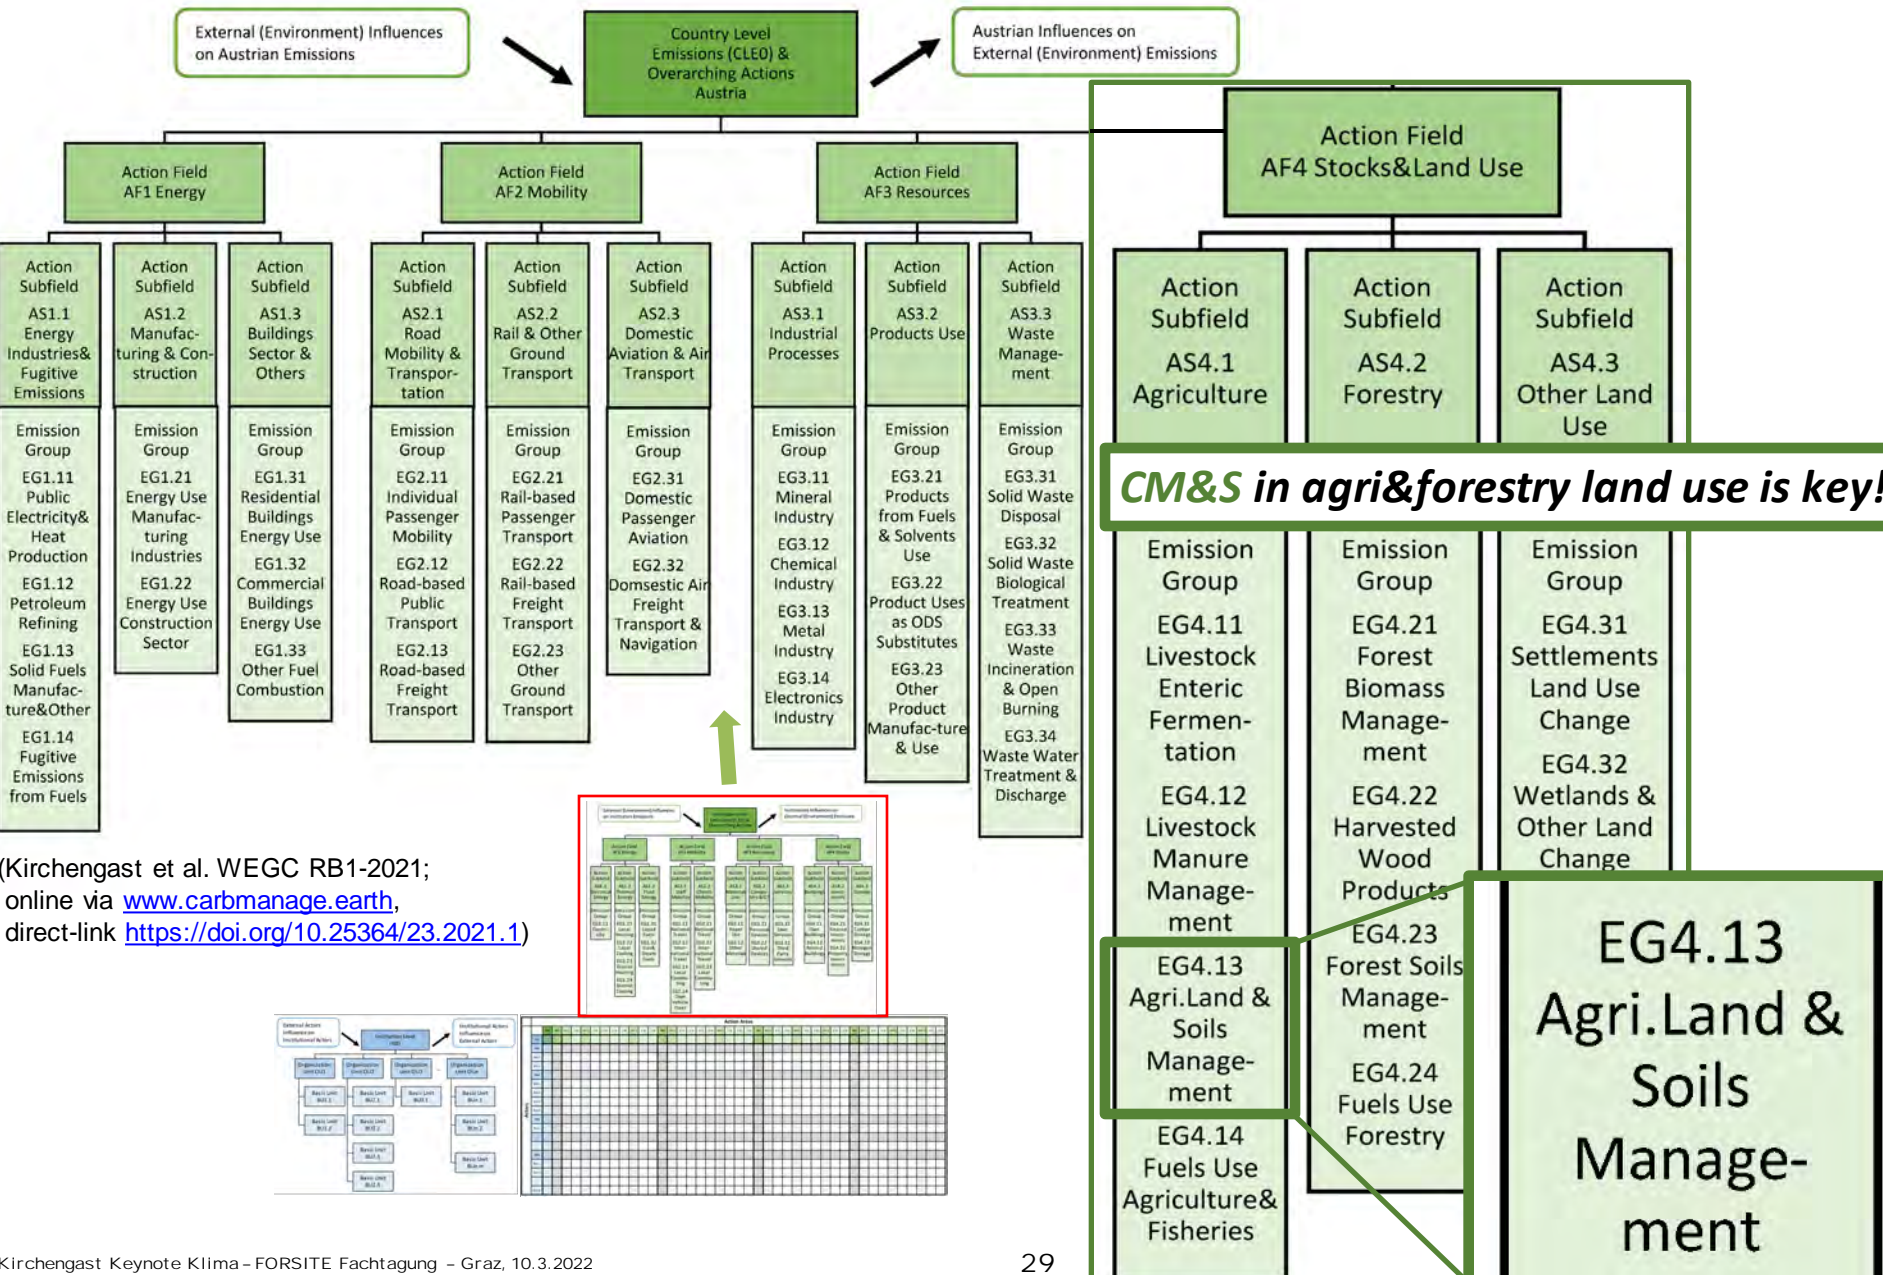 External (Environment) Influences
on Austrian Emissions
Country Level
Emissions (CLE0) &
Overarching Actions
Austria
Austrian Influences on
External (Environment) Emissions
Action Field
AF1 Energy
Action Field
AF2 Mobility
Action Field
AF3 Resources
Action Field
AF4 Stocks&Land Use
Action
Subfield
AS1.1
Energy
Industries&
Fugitive
Emissions
Emission
Group
EG1.11
Public
Electricity&
Heat
Production
EG1.12
Petroleum
Refining
EG1.13
Solid Fuels
Manufac-
ture&Other
EG1.14
Fugitive
Emissions
from Fuels
Action
Subfield
AS1.2
Manufac-
turing & Con-
struction
Emission
Group
EG1.21
Energy Use
Manufac-
turing
Industries
EG1.22
Energy Use
Construction
Sector
Action
Subfield
AS1.3
Buildings
Sector &
Others
Emission
Group
EG1.31
Residential
Buildings
Energy Use
EG1.32
Commercial
Buildings
Energy Use
EG1.33
Other Fuel
Combustion
Action
Subfield
AS2.1
Road
Mobility &
Transpor-
tation
Emission
Group
EG2.11
Individual
Passenger
Mobility
EG2.12
Road-based
Public
Transport
EG2.13
Road-based
Freight
Transport
Action
Subfield
AS2.2
Rail & Other
Ground
Transport
Emission
Group
EG2.21
Rail-based
Passenger
Transport
EG2.22
Rail-based
Freight
Transport
EG2.23
Other
Ground
Transport
Action
Subfield
AS2.3
Domestic
Aviation & Air
Transport
Emission
Group
EG2.31
Domestic
Passenger
Aviation
EG2.32
Domsestic Air
Freight
Transport &
Navigation
Action
Subfield
AS3.1
Industrial
Processes
Emission
Group
EG3.11
Mineral
Industry
EG3.12
Chemical
Industry
EG3.13
Metal
Industry
EG3.14
Electronics
Industry
Action
Subfield
AS3.2
Products Use
Emission
Group
EG3.21
Products
from Fuels
& Solvents
Use
EG3.22
Product Uses
as ODS
Substitutes
EG3.23
Other
Product
Manufac-ture
& Use
Action
Subfield
AS3.3
Waste
Manage-
ment
Emission
Group
EG3.31
Solid Waste
Disposal
EG3.32
Solid Waste
Biological
Treatment
EG3.33
Waste
Incineration
& Open
Burning
EG3.34
Waste Water
Treatment &
Discharge
Action
Subfield
AS4.1
Agriculture
Action
Subfield
AS4.2
Forestry
Action
Subfield
AS4.3
Other Land
Use
CM&S in agri&forestry land use is key!
Emission
Group
EG4.11
Livestock
Enteric
Fermen-
tation
EG4.12
Livestock
Manure
Manage-
ment
EG4.13
Agri.Land &
Soils
Manage-
ment
EG4.14
Fuels Use
Agriculture&
Fisheries
Emission
Group
EG4.21
Forest
Biomass
Manage-
ment
EG4.22
Harvested
Wood
Products
EG4.23
Forest Soils
Manage-
ment
EG4.24
Fuels Use
Forestry
Emission
Group
EG4.31
Settlements
Land Use
Change
EG4.32
Wetlands &
Other Land
Change
EG4.13
Agri.Land &
Soils
Manage-
ment
(Kirchengast et al. WEGC RB1-2021;
online via www.carbmanage.earth,
direct-link https://doi.org/10.25364/23.2021.1)
Kirchengast Keynote Klima – FORSITE Fachtagung – Graz, 10.3.2022
29